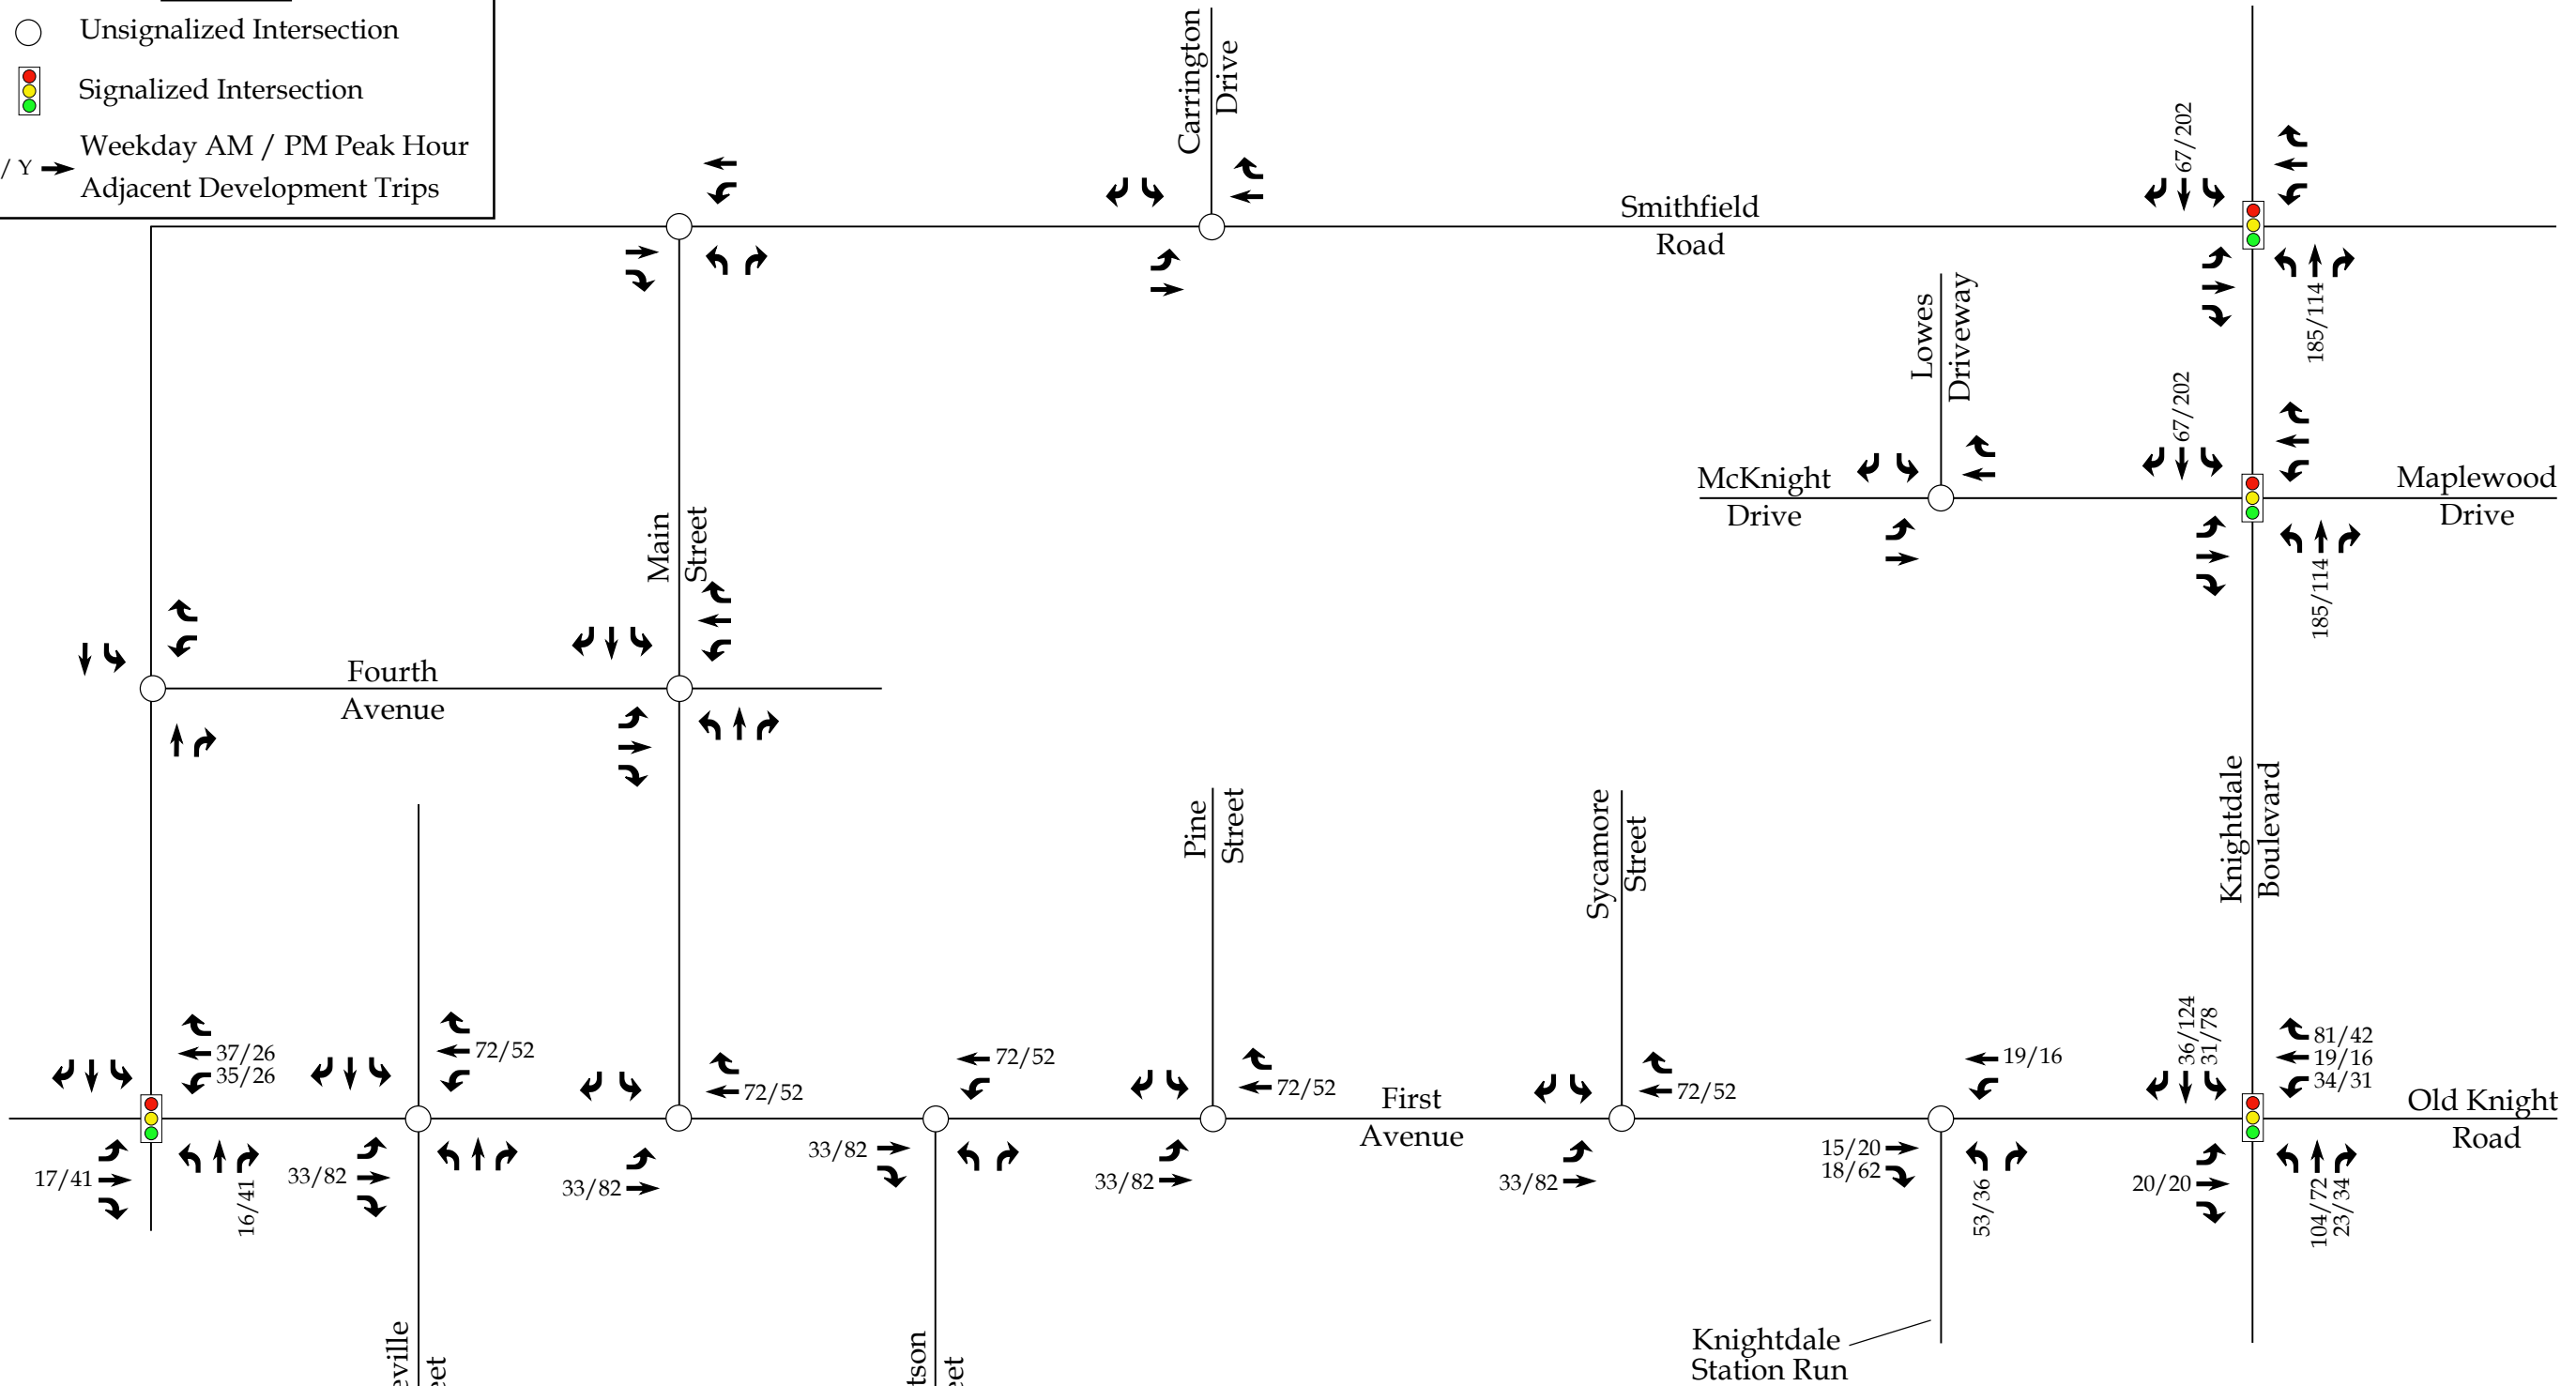 Unsignalized Intersection
Signalized Intersection
Weekday AM / PM Peak Hour
/ Y
Adjacent Development Trips
Carrington
Drive
67/202
Smithfield
Road
185/114
Lowes
Driveway
67/202
McKnight
Drive
Maplewood
Drive
185/114
Main
Street
Fourth
Avenue
Pine
Street
Sycamore
Street
Knightdale
Boulevard
37/26
35/26
17/41
16/41
72/52
33/82
72/52
33/82
72/52
33/82
72/52
33/82
First
Avenue
72/52
33/82
19/16
15/20
18/62
53/36
36/124
31/78
81/42
19/16
34/31
Old Knight
Road
20/20
104/72
23/34
eville
eet
tson
eet
Knightdale
Station Run